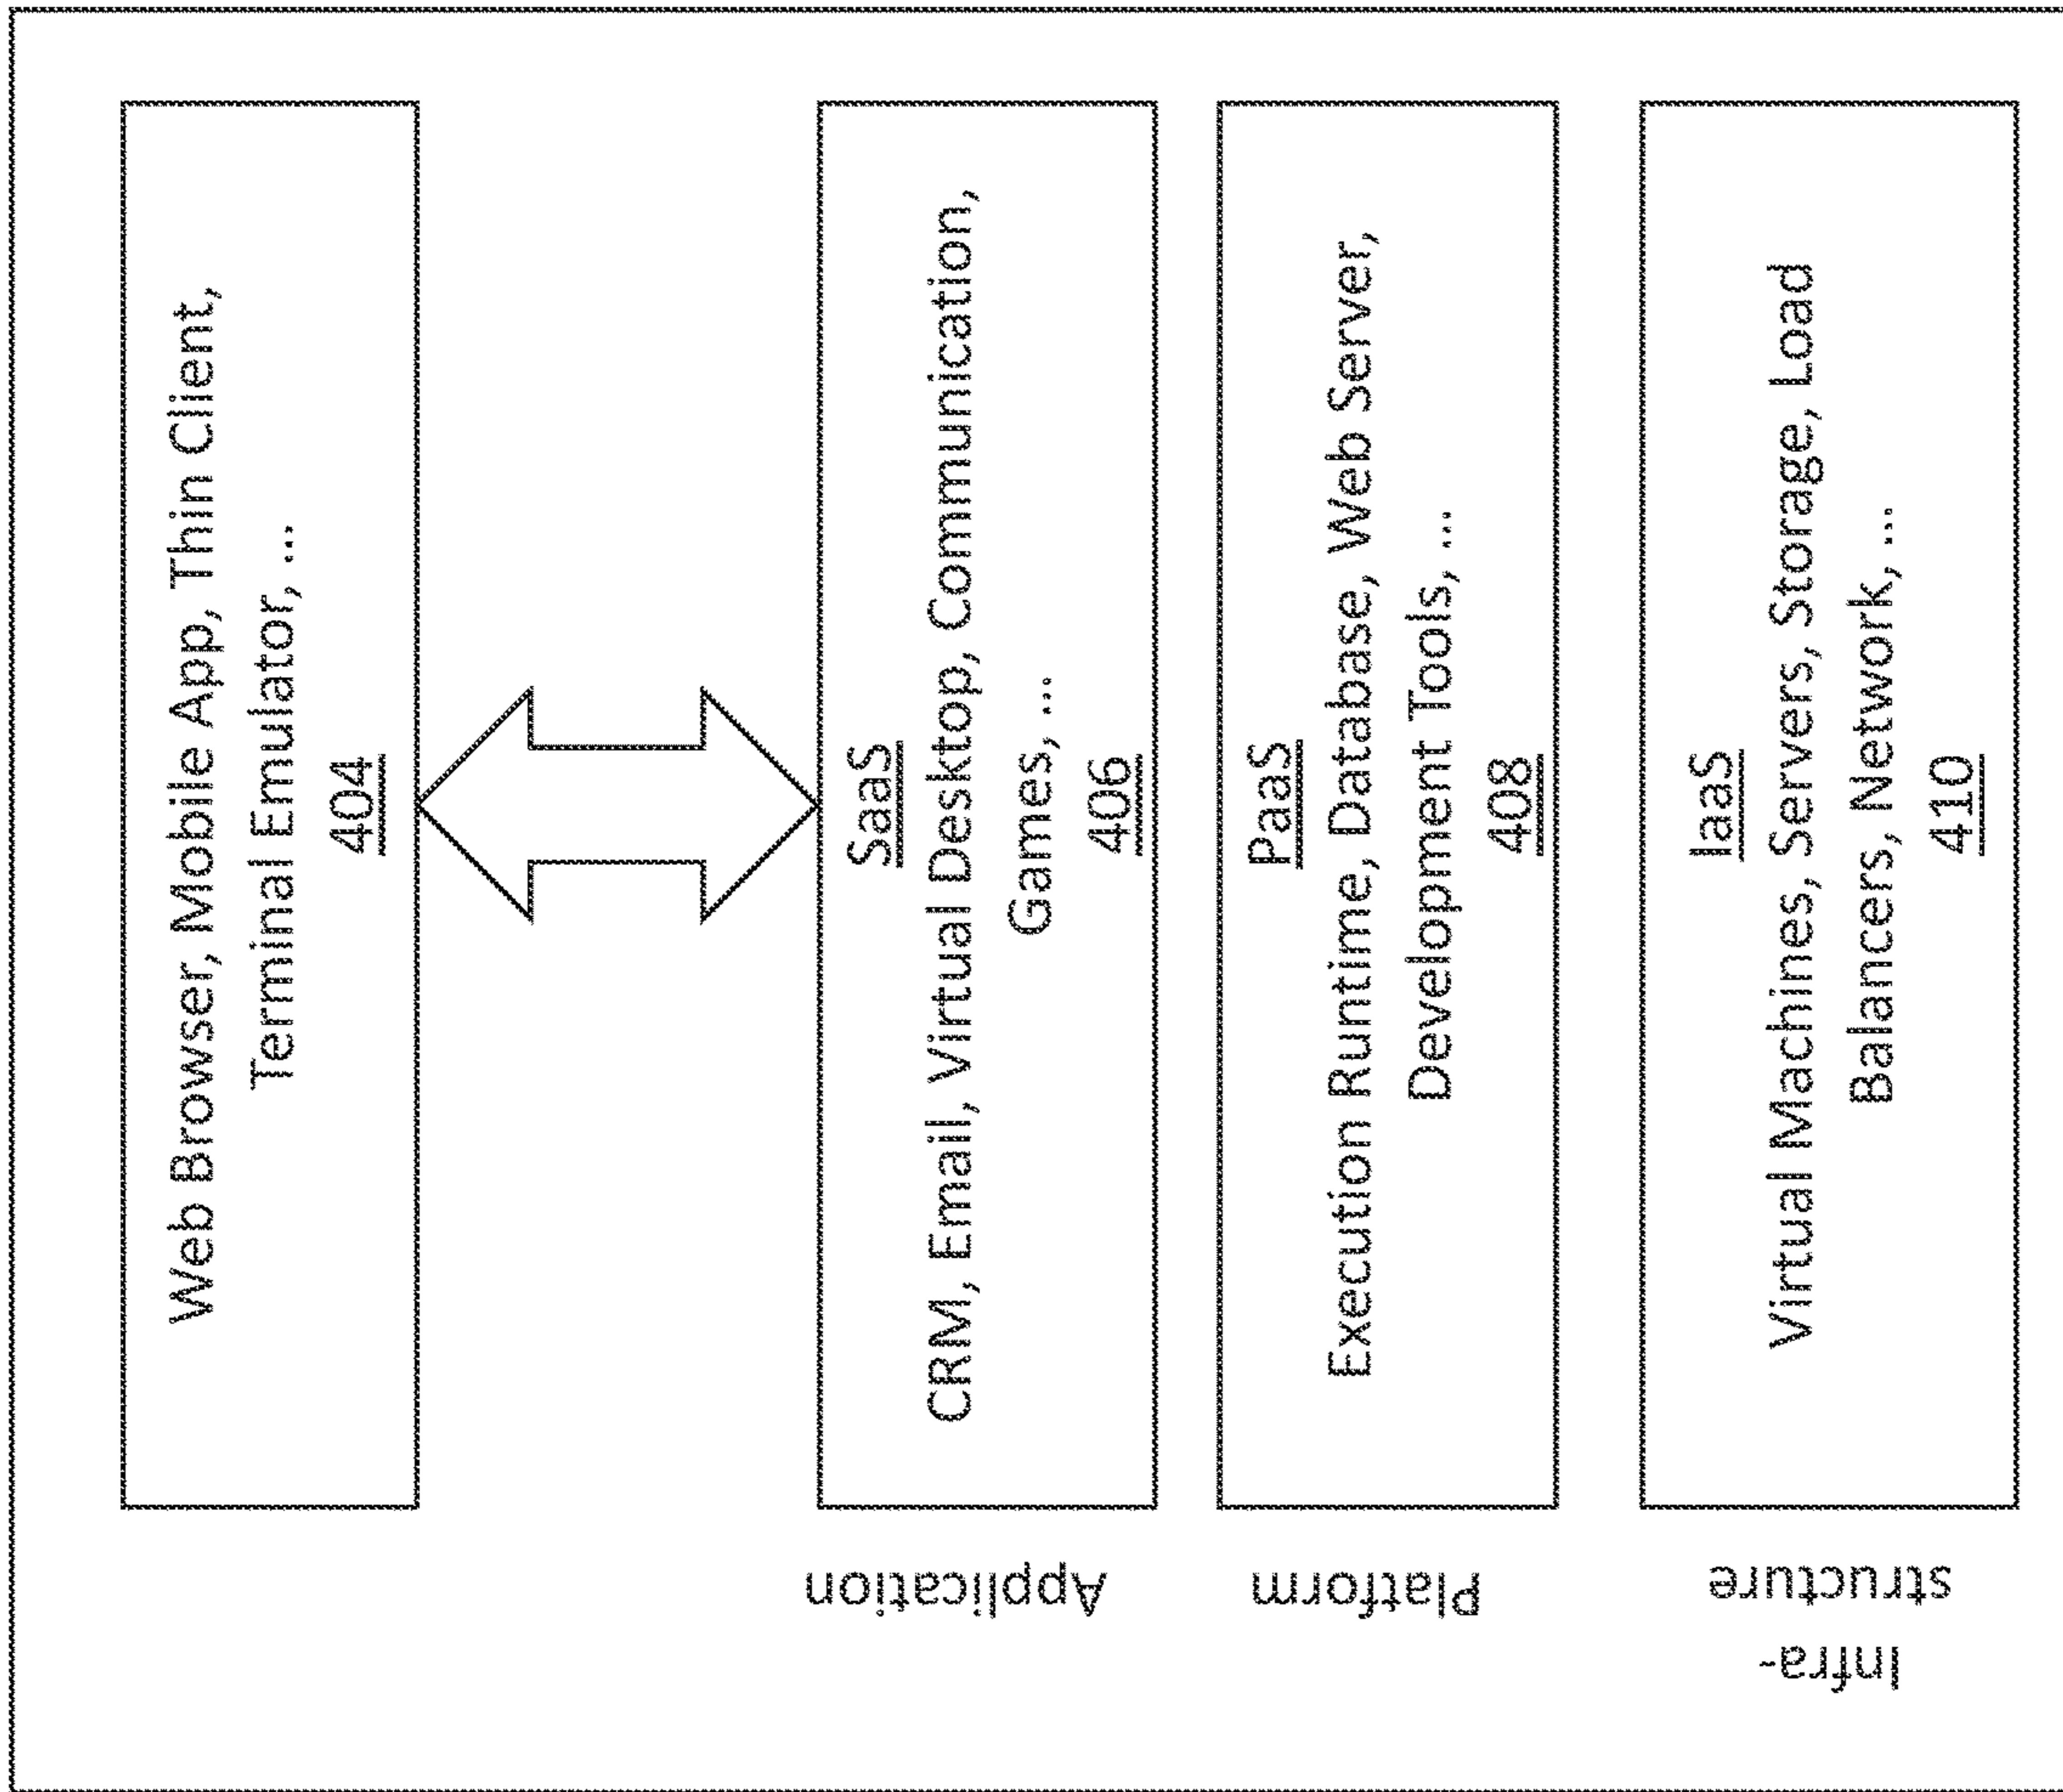 Web Browser, Mobile App, Thin Client,
Terminal Emulator, ...
404
Application
SaaS
CRM, Email, Virtual Desktop, Communication,
Games, ...
406
Platform
PaaS
Execution Runtime, Database, Web Server,
Development Tools, ...
408
Infra-
structure
IaaS
Virtual Machines, Servers, Storage, Load
Balancers, Network, ...
410